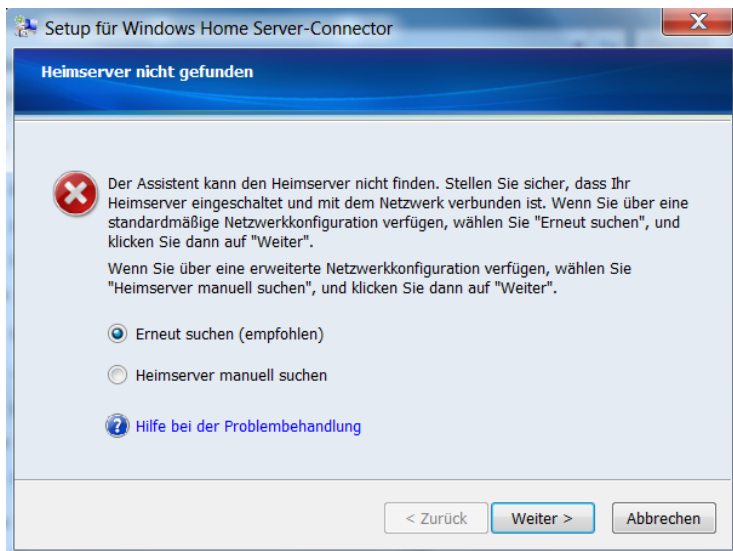 Setup für Windows Home Server-Connector
Heimserver nicht gefunden
Der Assistent kann den Heimserver nicht finden. Stellen Sie sicher, dass Ihr
Heimserver eingeschaltet und mit dem Netzwerk verbunden ist. Wenn Sie über eine
standardmäßige Netzwerkkonfiguration verfügen, wählen Sie "Erneut suchen", und
klicken Sie dann auf "Weiter".
Wenn Sie über eine erweiterte Netzwerkkonfiguration verfügen, wählen Sie
"Heimserver manuell suchen", und klicken Sie dann auf "Weiter".
Erneut suchen (empfohlen)
Heimserver manuell suchen
Hilfe bei der Problembehandlung
< Zurück Weiter > Abbrechen